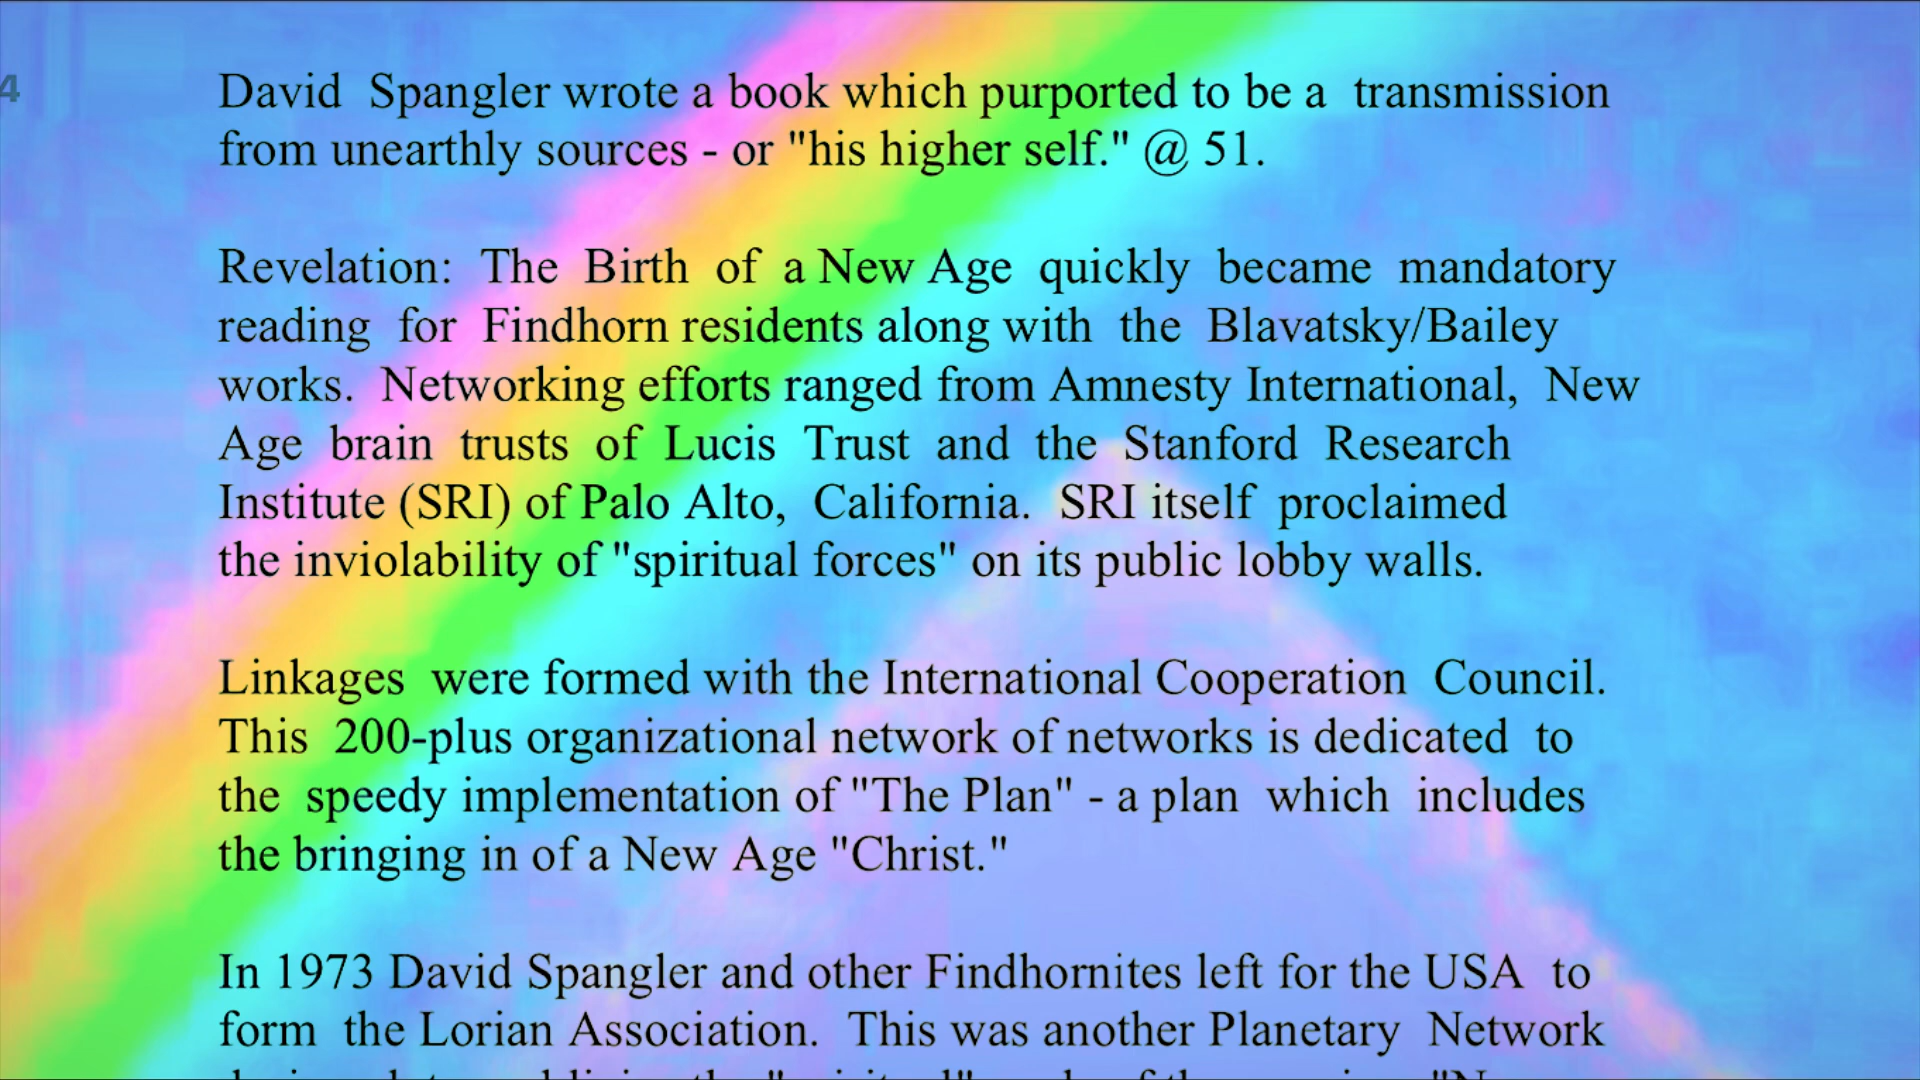 4
David Spangler wrote a book which purported to be a transmission
from unearthly sources - or "his higher self." @ 51.
Revelation: The Birth of a New Age quickly became mandatory
reading for Findhorn residents along with the Blavatsky/Bailey
works. Networking efforts ranged from Amnesty International, New
Age brain trusts of Lucis Trust and the Stanford Research
Institute (SRI) of Palo Alto, California. SRI itself proclaimed
the inviolability of "spiritual forces" on its public lobby walls.
Linkages were formed with the International Cooperation Council.
This 200-plus organizational network of networks is dedicated to
the speedy implementation of "The Plan" - a plan which includes
the bringing in of a New Age "Christ."
In 1973 David Spangler and other Findhornites left for the USA to
form the Lorian Association. This was another Planetary Network